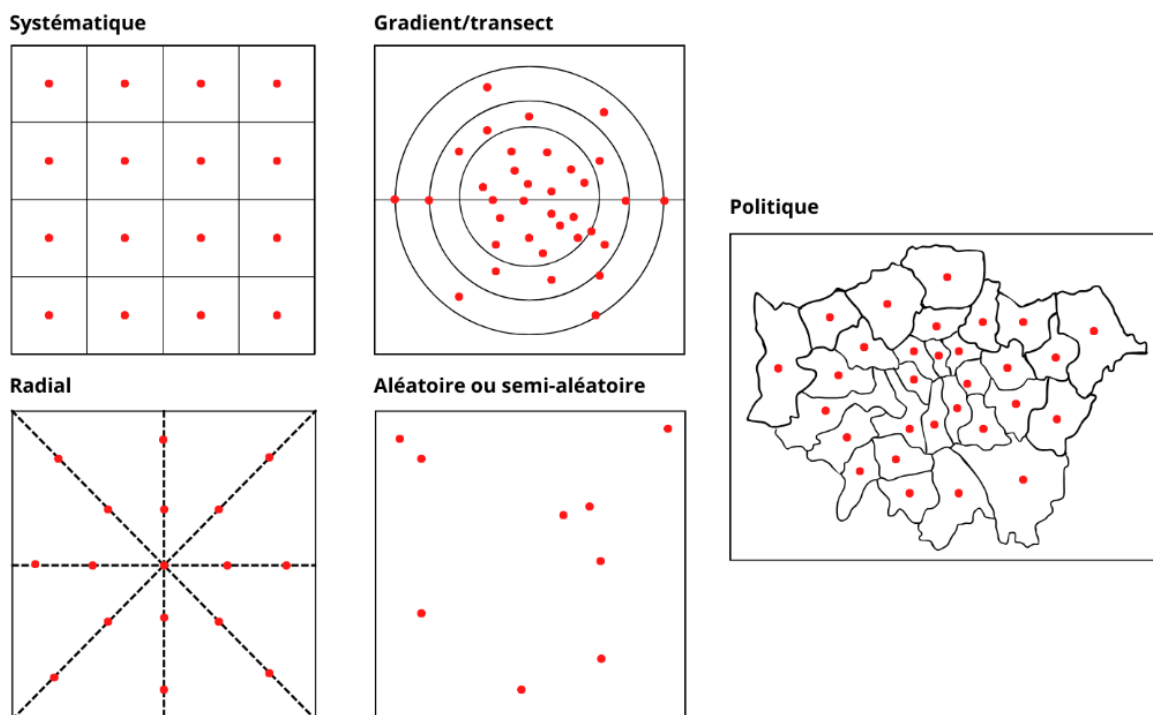 Systématique
Gradient/transect
Politique
Radial
Aléatoire ou semi-aléatoire